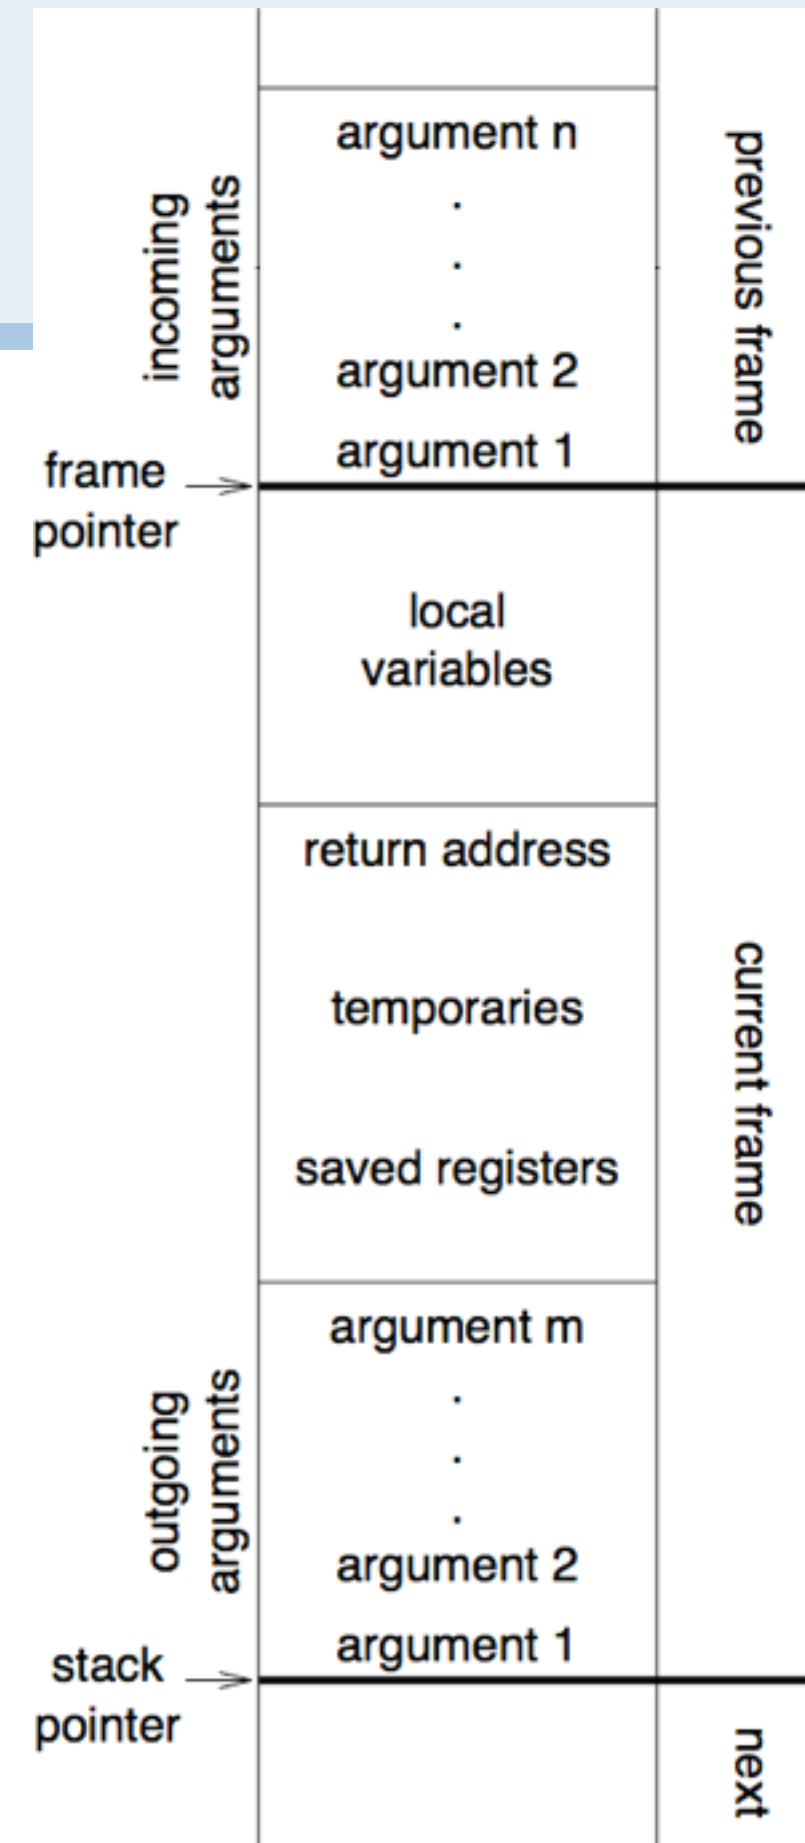 argument n
.
.
.
argument 2
argument 1
incoming
arguments
previous frame
frame
pointer
local
variables
return address
temporaries
saved registers
current frame
argument m
.
.
.
argument 2
argument 1
outgoing
arguments
stack
pointer
next